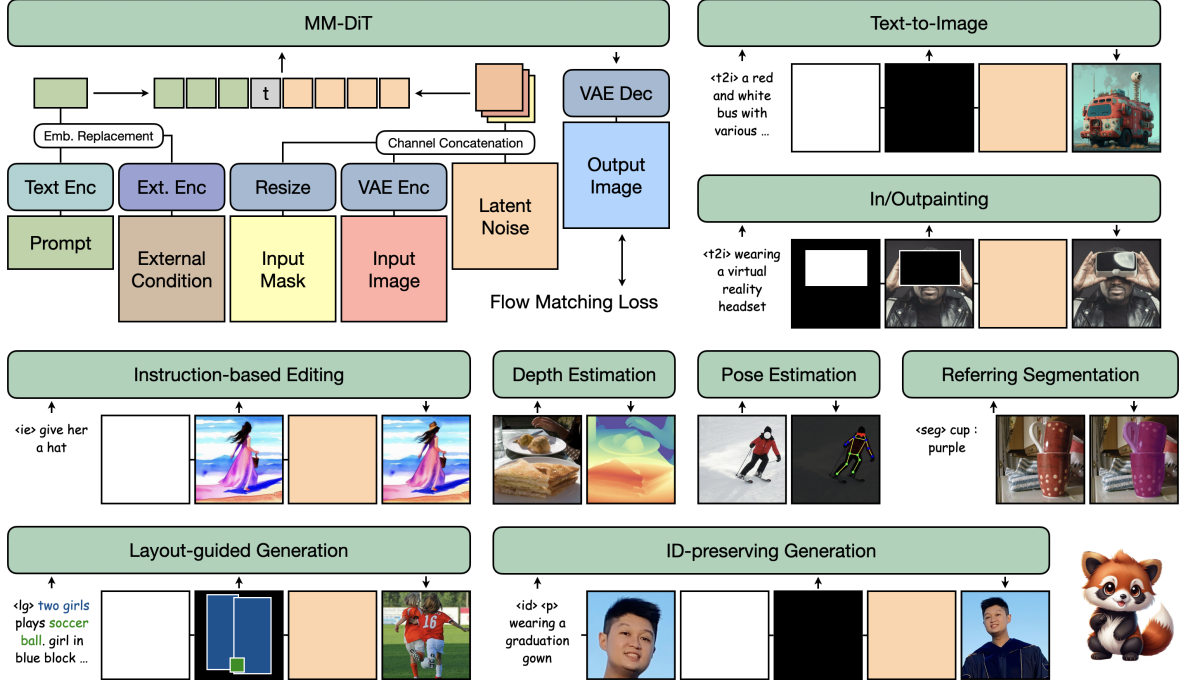 MM-DiT
t
VAE Dec
Emb. Replacement
Channel Concatenation
Text Enc
Ext. Enc
Resize
VAE Enc
Latent
Noise
Output
Image
Prompt
External
Condition
Input
Mask
Input
Image
Flow Matching Loss
Text-to-Image
<t2i> a red
and white
bus with
various ...
In/Outpainting
<t2i> wearing
a virtual
reality
headset
Instruction-based Editing
<ie> give her
a hat
Depth Estimation
Pose Estimation
Referring Segmentation
<seg> cup :
purple
Layout-guided Generation
<lg> two girls
plays soccer
ball. girl in
blue block ...
16
ID-preserving Generation
<id> <p>
wearing a
graduation
gown